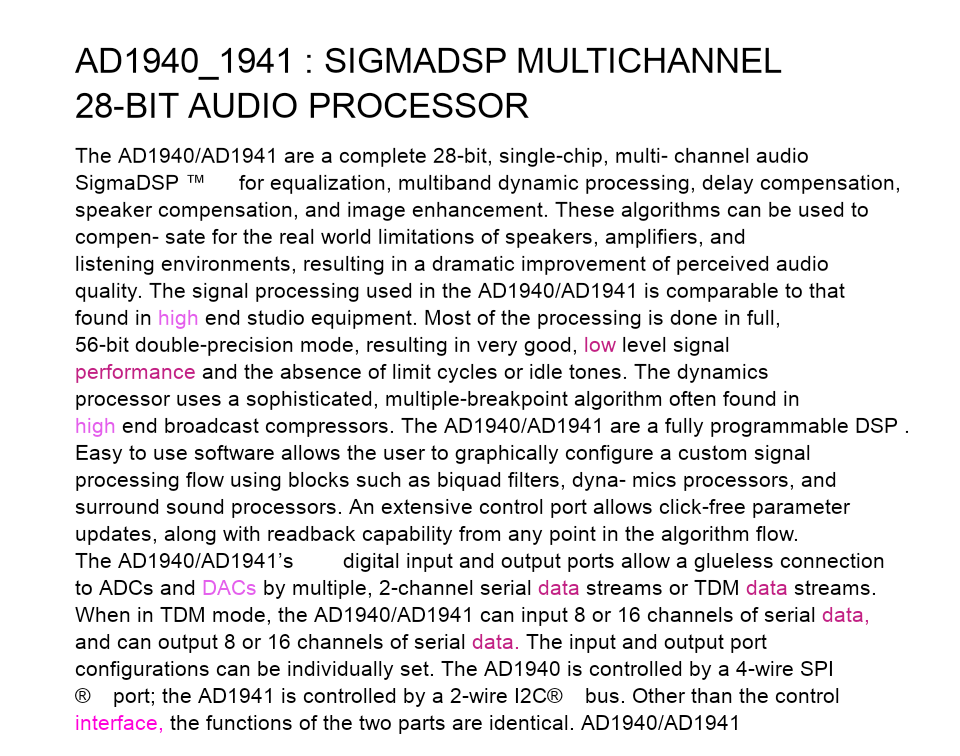 AD1940_1941 : SIGMADSP MULTICHANNEL
28-BIT AUDIO PROCESSOR
The AD1940/AD1941 are a complete 28-bit, single-chip, multi- channel audio
SigmaDSP ™ for equalization, multiband dynamic processing, delay compensation,
speaker compensation, and image enhancement. These algorithms can be used to
compen- sate for the real world limitations of speakers, amplifiers, and
listening environments, resulting in a dramatic improvement of perceived audio
quality. The signal processing used in the AD1940/AD1941 is comparable to that
found in high end studio equipment. Most of the processing is done in full,
56-bit double-precision mode, resulting in very good, low level signal
performance and the absence of limit cycles or idle tones. The dynamics
processor uses a sophisticated, multiple-breakpoint algorithm often found in
high end broadcast compressors. The AD1940/AD1941 are a fully programmable DSP .
Easy to use software allows the user to graphically configure a custom signal
processing flow using blocks such as biquad filters, dyna- mics processors, and
surround sound processors. An extensive control port allows click-free parameter
updates, along with readback capability from any point in the algorithm flow.
The AD1940/AD1941’s digital input and output ports allow a glueless connection
to ADCs and DACs by multiple, 2-channel serial data streams or TDM data streams.
When in TDM mode, the AD1940/AD1941 can input 8 or 16 channels of serial data,
and can output 8 or 16 channels of serial data. The input and output port
configurations can be individually set. The AD1940 is controlled by a 4-wire SPI
® port; the AD1941 is controlled by a 2-wire I2C® bus. Other than the control
interface, the functions of the two parts are identical. AD1940/AD1941